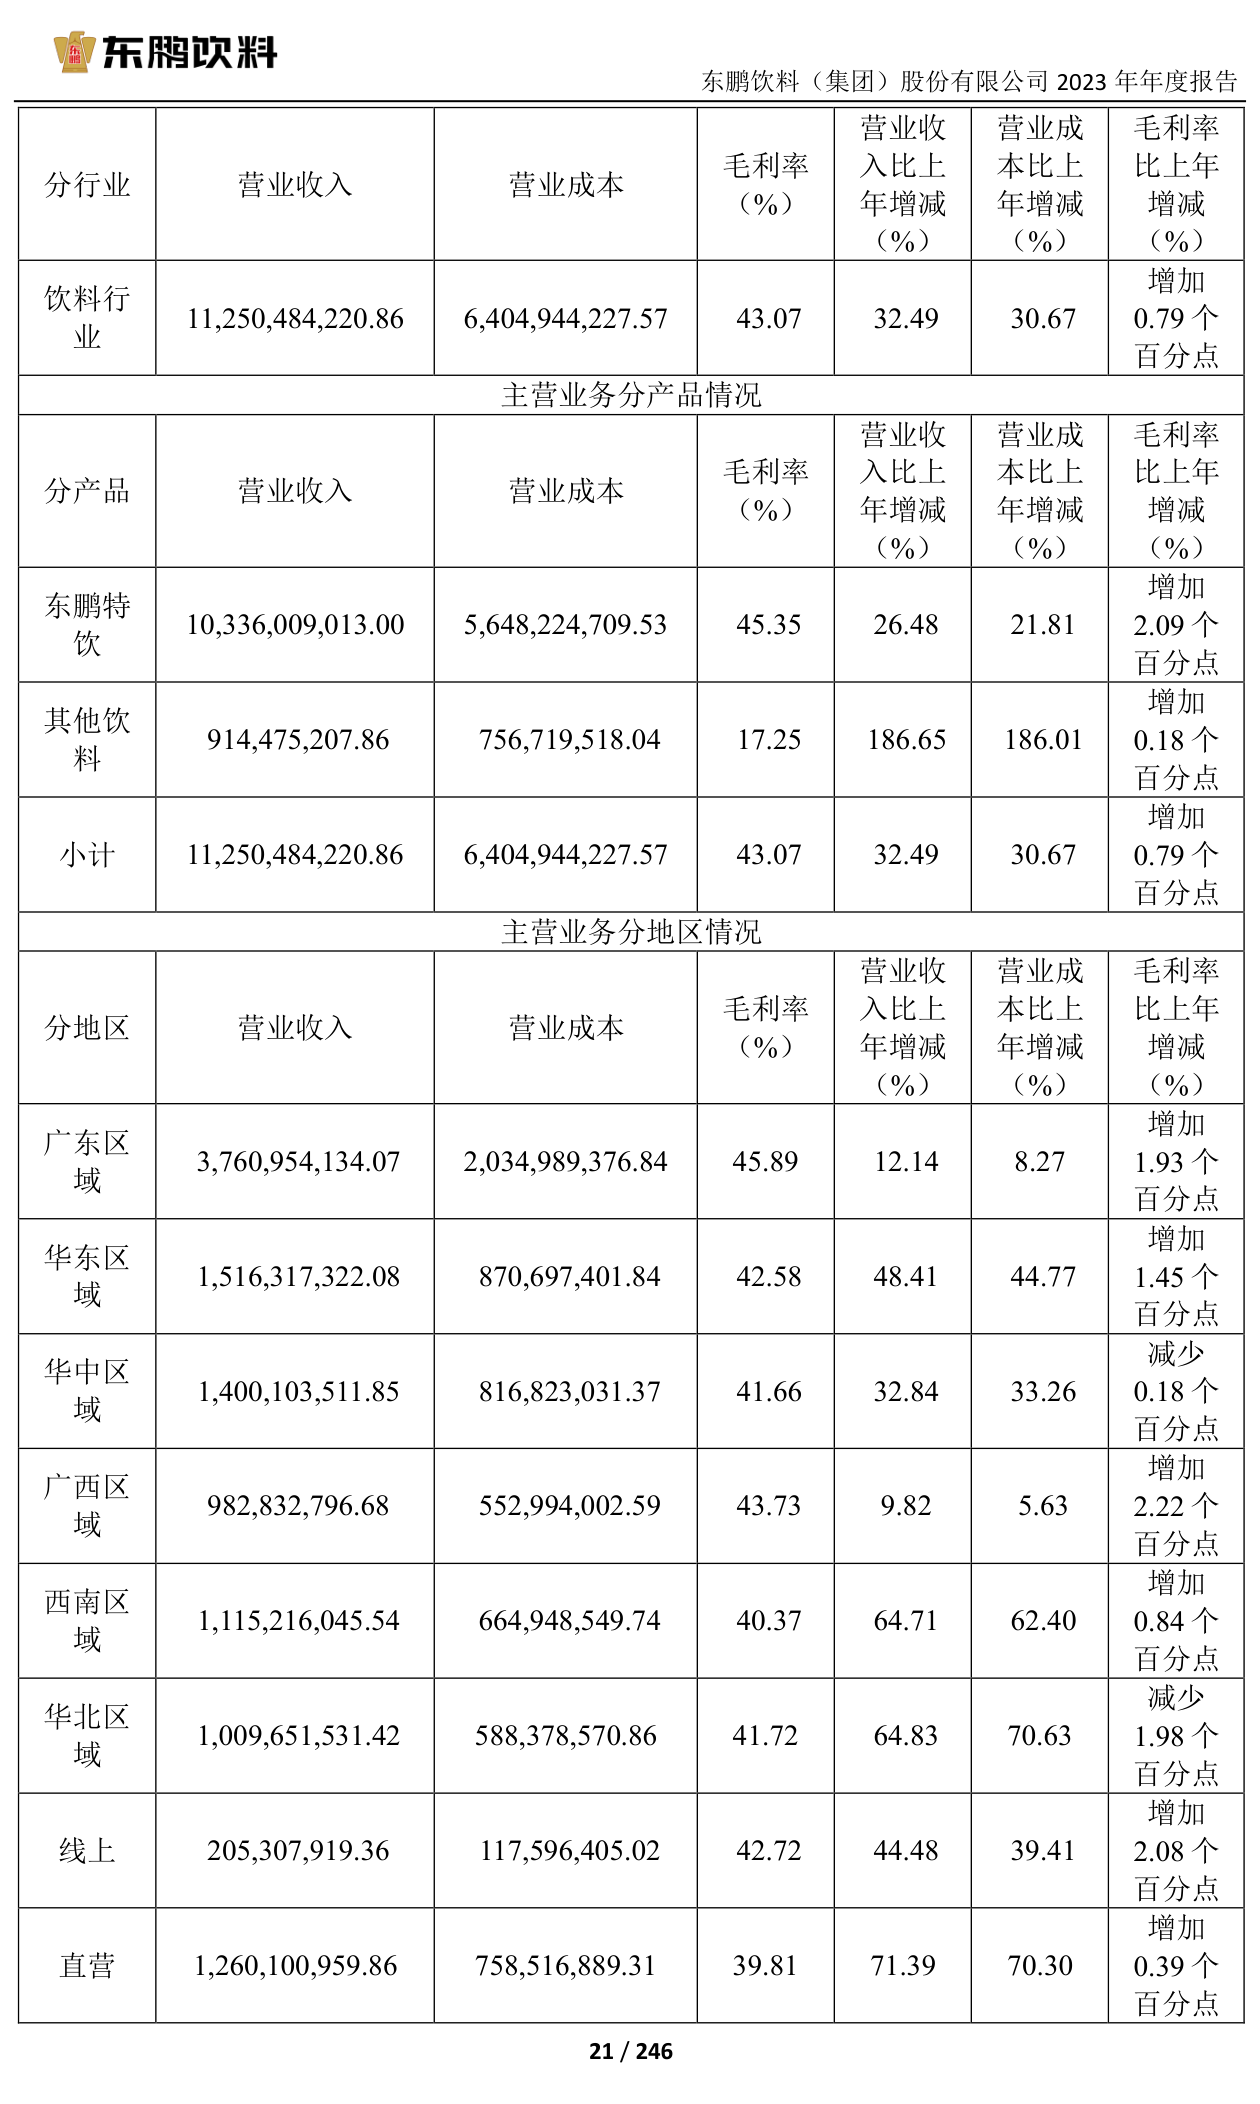 东鹏饮料
东鹏饮料（集团）股份有限公司 2023 年年度报告
分行业 营业收入 营业成本 毛利率（%） 营业收入比上年增减（%） 营业成本比上年增减（%） 毛利率比上年增减（%）
饮料行业 11,250,484,220.86 6,404,944,227.57 43.07 32.49 30.67 增加 0.79 个百分点
主营业务分产品情况
分产品 营业收入 营业成本 毛利率（%） 营业收入比上年增减（%） 营业成本比上年增减（%） 毛利率比上年增减（%）
东鹏特饮 10,336,009,013.00 5,648,224,709.53 45.35 26.48 21.81 增加 2.09 个百分点
其他饮料 914,475,207.86 756,719,518.04 17.25 186.65 186.01 增加 0.18 个百分点
小计 11,250,484,220.86 6,404,944,227.57 43.07 32.49 30.67 增加 0.79 个百分点
主营业务分地区情况
分地区 营业收入 营业成本 毛利率（%） 营业收入比上年增减（%） 营业成本比上年增减（%） 毛利率比上年增减（%）
广东区域 3,760,954,134.07 2,034,989,376.84 45.89 12.14 8.27 增加 1.93 个百分点
华东区域 1,516,317,322.08 870,697,401.84 42.58 48.41 44.77 增加 1.45 个百分点
华中区域 1,400,103,511.85 816,823,031.37 41.66 32.84 33.26 减少 0.18 个百分点
广西区域 982,832,796.68 552,994,002.59 43.73 9.82 5.63 增加 2.22 个百分点
西南区域 1,115,216,045.54 664,948,549.74 40.37 64.71 62.40 增加 0.84 个百分点
华北区域 1,009,651,531.42 588,378,570.86 41.72 64.83 70.63 减少 1.98 个百分点
线上 205,307,919.36 117,596,405.02 42.72 44.48 39.41 增加 2.08 个百分点
直营 1,260,100,959.86 758,516,889.31 39.81 71.39 70.30 增加 0.39 个百分点
21 / 246